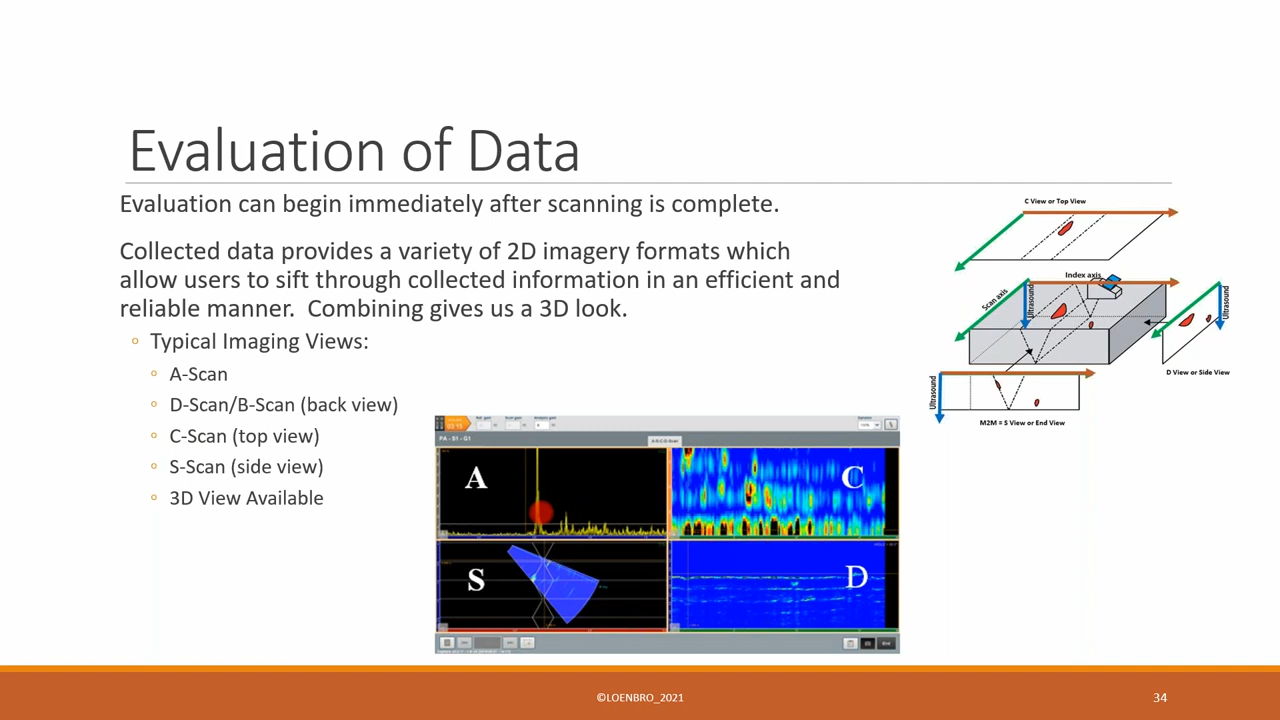 Evaluation of Data
Evaluation can begin immediately after scanning is complete.
Collected data provides a variety of 2D imagery formats which
allow users to sift through collected information in an efficient and
reliable manner. Combining gives us a 3D look.
Typical Imaging Views:
A-Scan
D-Scan/B-Scan (back view)
C-Scan (top view)
S-Scan (side view)
3D View Available
C View or Top View
Index axis
Scan axis
Ultrasound
Ultrasound
D View or Side View
Ultrasound
M2M = S View or End View
PA - S1 - G1
A-B-C-D-Scan
A
C
S
D
©LOENBRO_2021
34